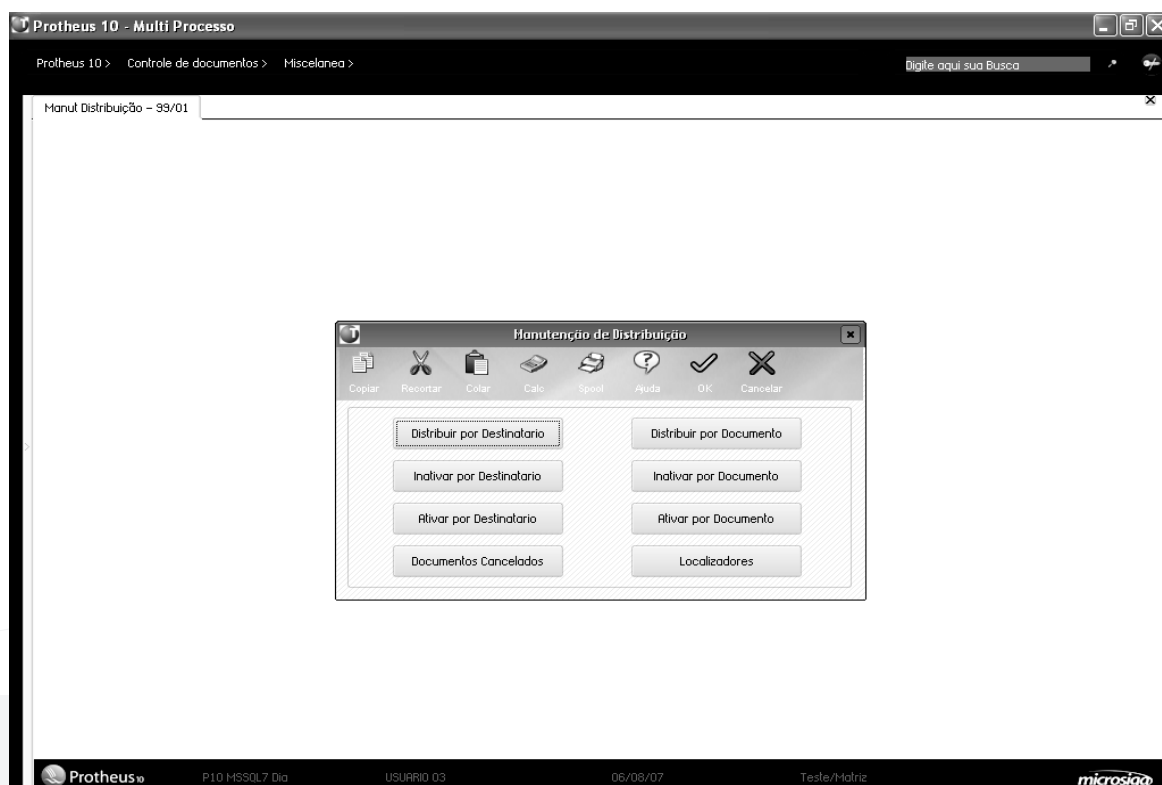 Protheus 10 - Multi Processo
Protheus 10 > Controle de documentos > Miscelanea > Digite aqui sua Busca
Manut Distribuição - 99/01
Manutenção de Distribuição
Copiar Recortar Colar Calc Spool Ajuda OK Cancelar
Distribuir por Destinatario Distribuir por Documento
Inativar por Destinatario Inativar por Documento
Ativar por Destinatario Ativar por Documento
Documentos Cancelados Localizadores
Protheus 10 P10 MSSQL7 Dia USUARIO 03 06/08/07 Teste/Matriz microsiga